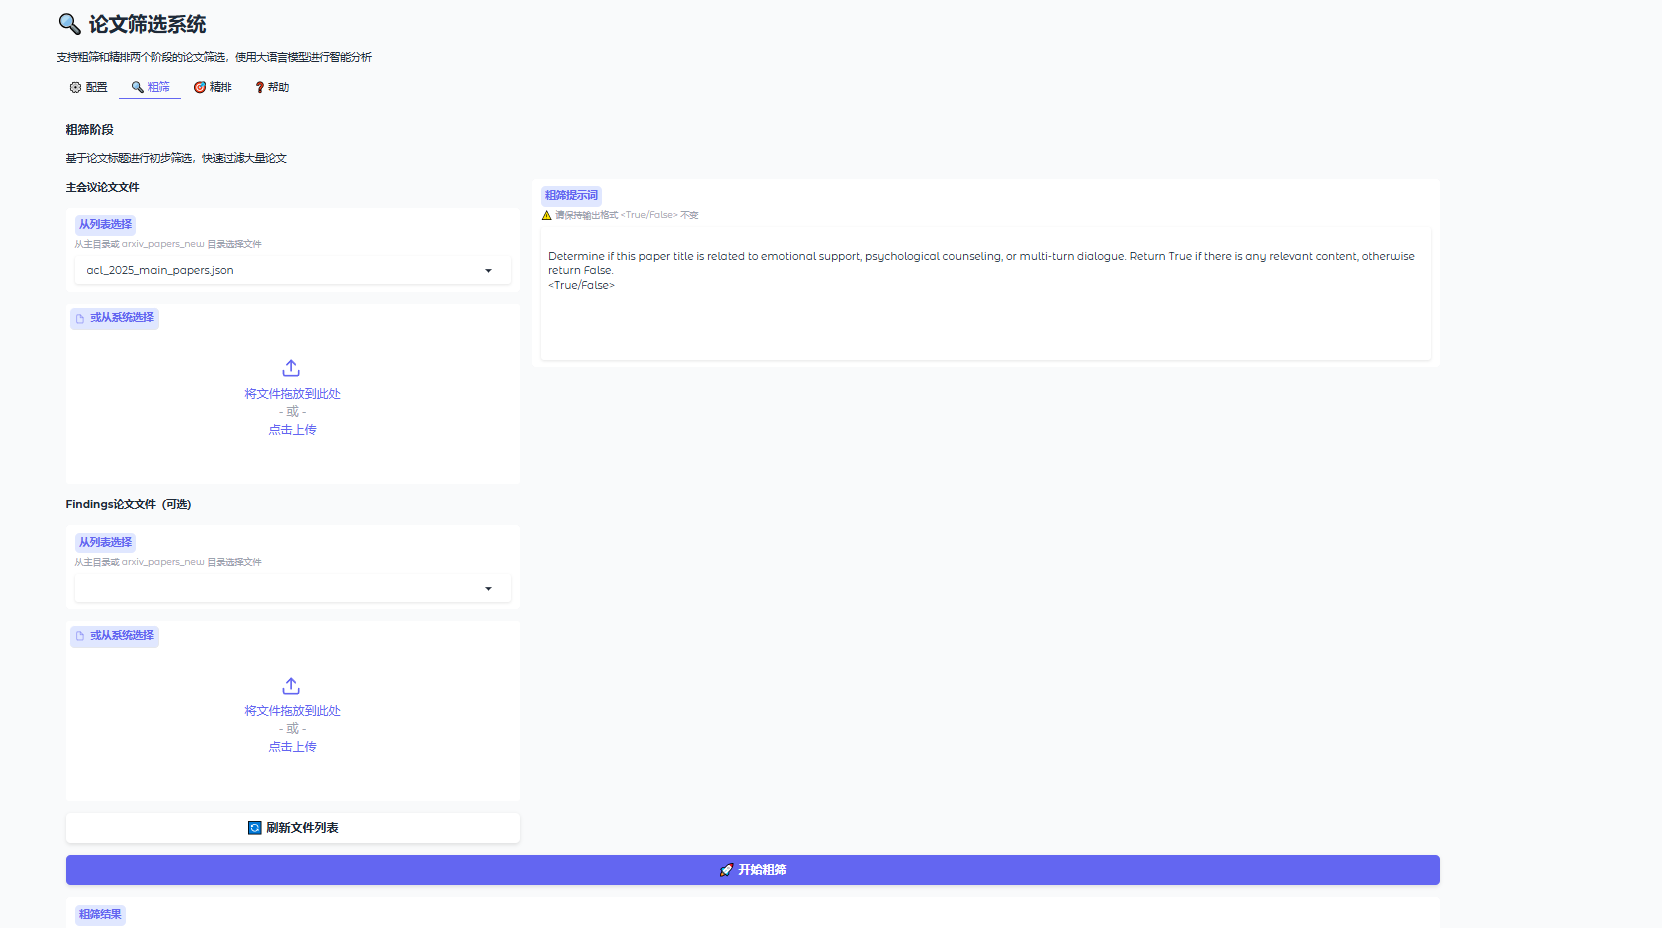 🔍 论文筛选系统
支持粗筛和精排两个阶段的论文筛选，使用大语言模型进行智能分析
⚙️ 配置
🔍 粗筛
🎯 精排
❓ 帮助
粗筛阶段
基于论文标题进行初步筛选，快速过滤大量论文
主会议论文文件
从列表选择
从主目录或 arxiv_papers_new 目录选择文件
acl_2025_main_papers.json
或从系统选择
将文件拖放到此处
- 或 -
点击上传
Findings论文文件（可选）
从列表选择
从主目录或 arxiv_papers_new 目录选择文件
或从系统选择
将文件拖放到此处
- 或 -
点击上传
🔄 刷新文件列表
粗筛提示词
⚠️ 请保持输出格式 <True/False> 不变
Determine if this paper title is related to emotional support, psychological counseling, or multi-turn dialogue. Return True if there is any relevant content, otherwise
return False.
<True/False>
🚀 开始粗筛
粗筛结果